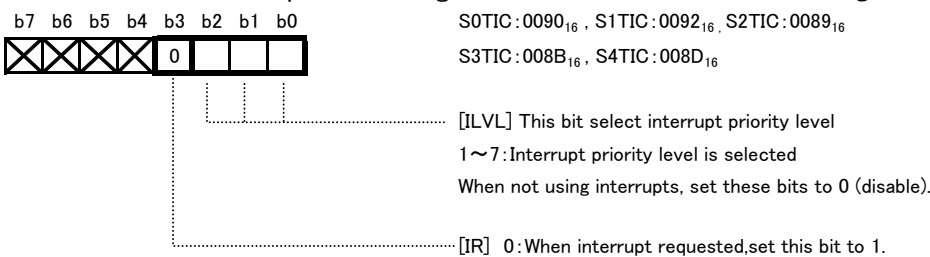 b7 b6 b5 b4 b3 b2 b1 b0
S0TIC:0090₁₆ , S1TIC:0092₁₆ , S2TIC:0089₁₆
0
S3TIC:008B₁₆ , S4TIC:008D₁₆
[ILVL] This bit select interrupt priority level
1～7:Interrupt priority level is selected
When not using interrupts, set these bits to 0 (disable).
[IR] 0:When interrupt requested,set this bit to 1.